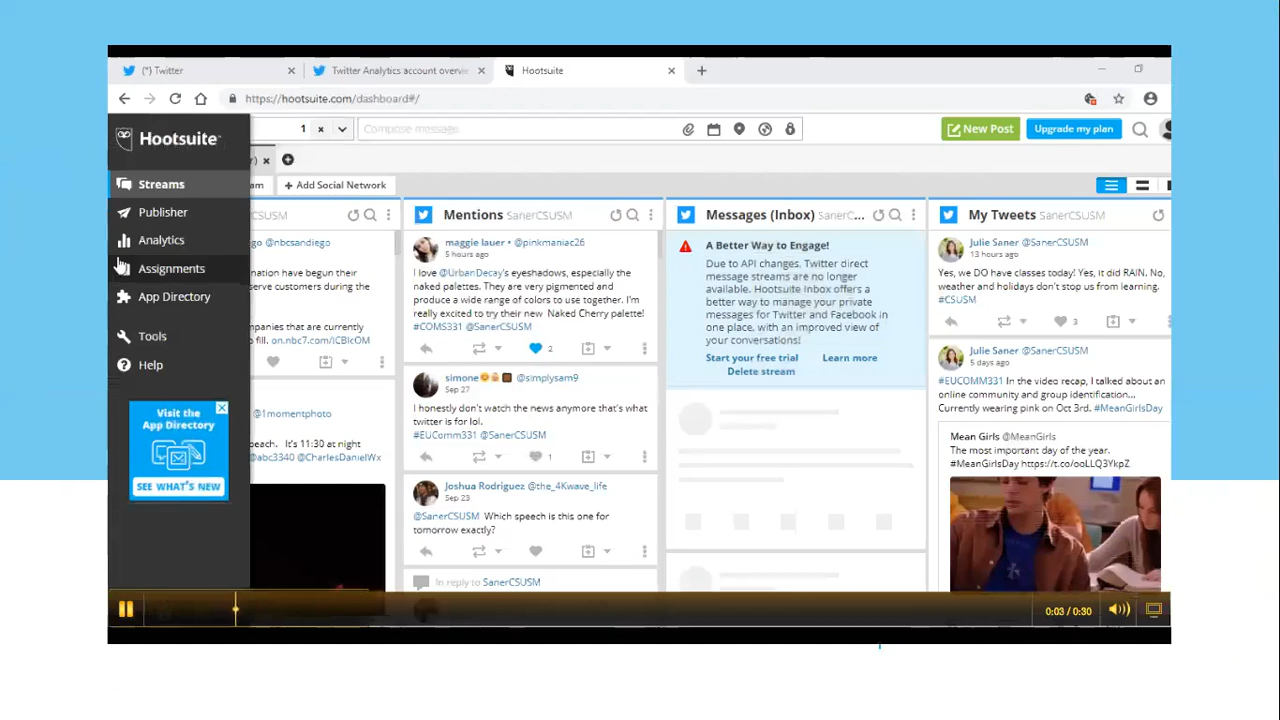 (*) Twitter
Twitter Analytics account overvie
Hootsuite
https://hootsuite.com/dashboard#/
Hootsuite
1
Compose message
New Post
Upgrade my plan
Streams
Publisher
Analytics
Assignments
App Directory
Tools
Help
Visit the
App Directory
SEE WHAT'S NEW
am
+ Add Social Network
CSUSM
go @nbcsandiego
nation have begun their
serve customers during the
mpanies that are currently
fill. on.nbc7.com/lCBlcOM
@1momentphoto
peech. It's 11:30 at night
@abc3340 @CharlesDanielWx
Mentions SanerCSUSM
maggie lauer • @pinkmaniac26
5 hours ago
I love @UrbanDecay's eyeshadows, especially the
naked palettes. They are very pigmented and
produce a wide range of colors to use together. I'm
really excited to try their new Naked Cherry palette!
#COMS331 @SanerCSUSM
2
simone @simplysam9
Sep 27
I honestly don't watch the news anymore that's what
twitter is for lol.
#EUComm331 @SanerCSUSM
1
Joshua Rodriguez @the_4Kwave_life
Sep 23
@SanerCSUSM Which speech is this one for
tomorrow exactly?
In reply to SanerCSUSM
Messages (Inbox) SanerC...
A Better Way to Engage!
Due to API changes, Twitter direct
message streams are no longer
available. Hootsuite Inbox offers a
better way to manage your private
messages for Twitter and Facebook in
one place, with an improved view of
your conversations!
Start your free trial Learn more
Delete stream
My Tweets SanerCSUSM
Julie Saner @SanerCSUSM
13 hours ago
Yes, we DO have classes today! Yes, it did RAIN. No,
weather and holidays don't stop us from learning.
#CSUSM
3
Julie Saner @SanerCSUSM
5 days ago
#EUCOMM331 In the video recap, I talked about an
online community and group identification...
Currently wearing pink on Oct 3rd. #MeanGirlsDay
Mean Girls @MeanGirls
The most important day of the year.
#MeanGirlsDay https://t.co/oaLLQ3YkpZ
0:03 / 0:30